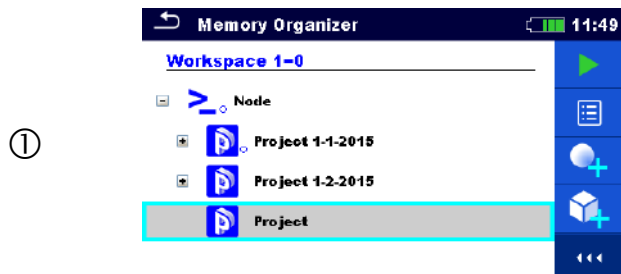 Memory Organizer 11:49
Workspace 1-0
Node
①
Project 1-1-2015
Project 1-2-2015
Project